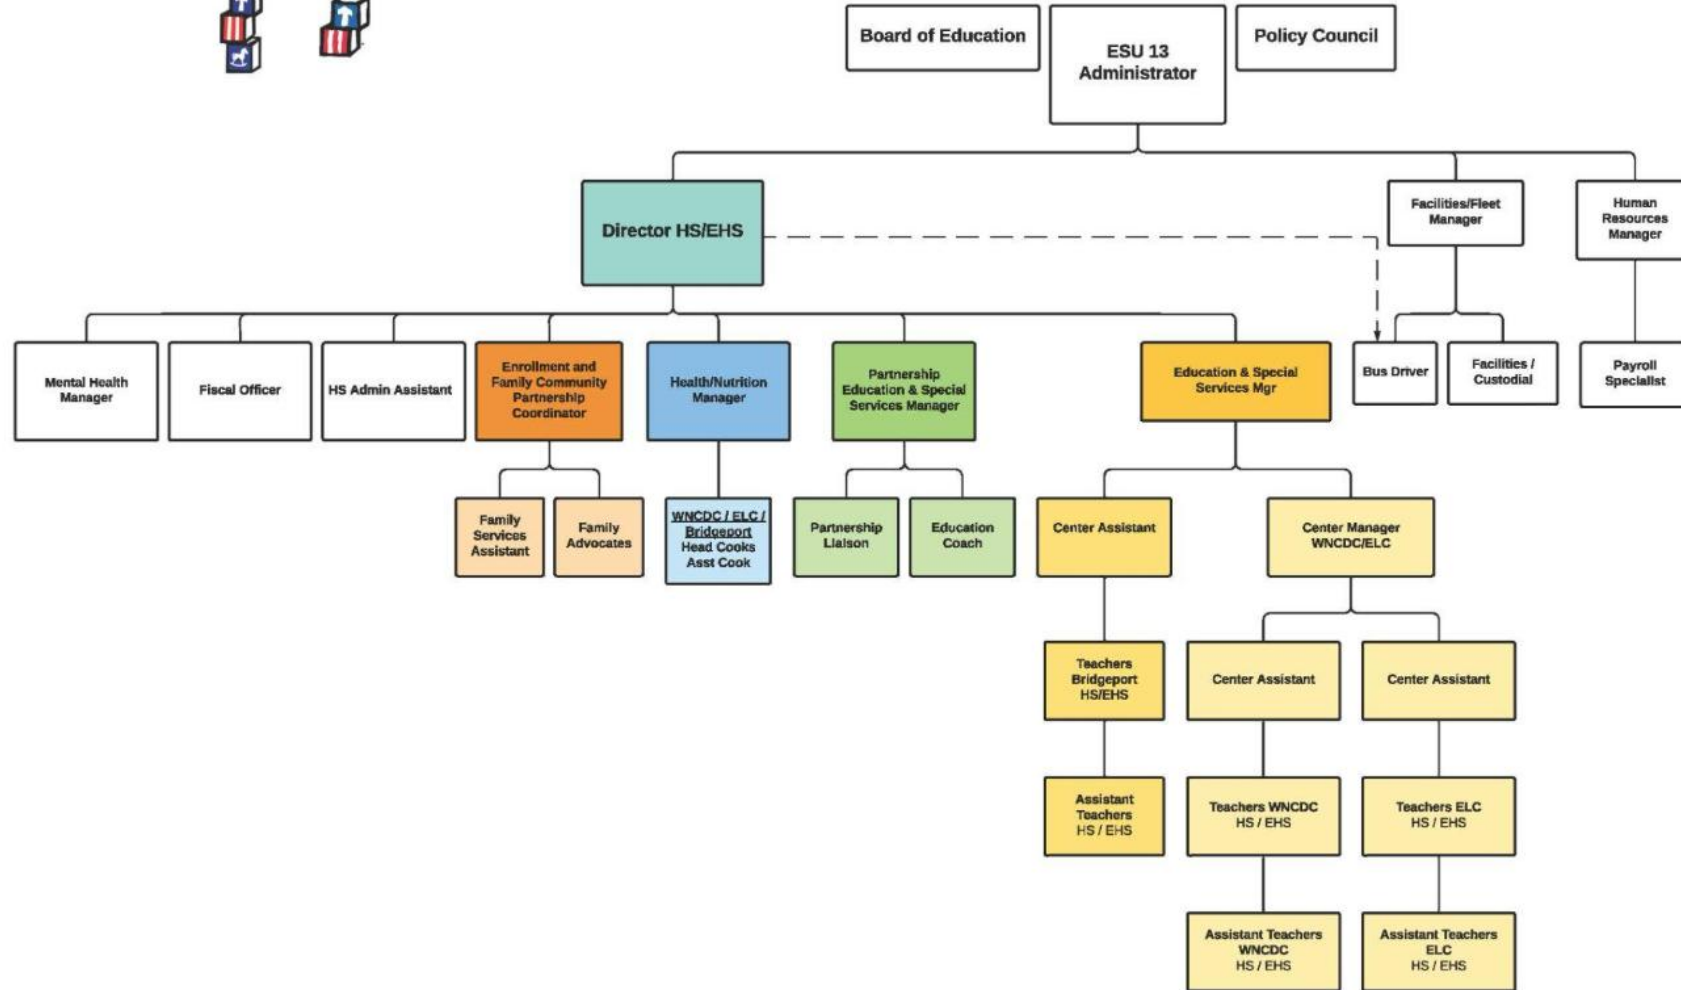 Board of Education
ESU 13
Administrator
Policy Council
Director HS/EHS
Facilities/Fleet
Manager
Human
Resources
Manager
Mental Health
Manager
Fiscal Officer
HS Admin Assistant
Enrollment and
Family Community
Partnership
Coordinator
Health/Nutrition
Manager
Partnership
Education & Special
Services Manager
Education & Special
Services Mgr
Bus Driver
Facilities /
Custodial
Payroll
Specialist
Family
Services
Assistant
Family
Advocates
WNCDC / ELC /
Bridgeport
Head Cooks
Asst Cook
Partnership
Liaison
Education
Coach
Center Assistant
Center Manager
WNCDC/ELC
Teachers
Bridgeport
HS/EHS
Center Assistant
Center Assistant
Assistant
Teachers
HS / EHS
Teachers WNCDC
HS / EHS
Teachers ELC
HS / EHS
Assistant Teachers
WNCDC
HS / EHS
Assistant Teachers
ELC
HS / EHS